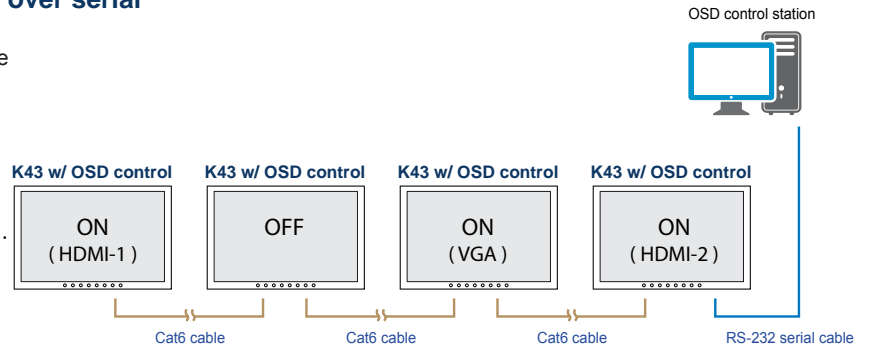 over serial
e
OSD control station
K43 w/ OSD control K43 w/ OSD control K43 w/ OSD control K43 w/ OSD control
ON OFF ON ON
.. ( HDMI-1 ) ( VGA ) ( HDMI-2 )
Cat6 cable Cat6 cable Cat6 cable RS-232 serial cable